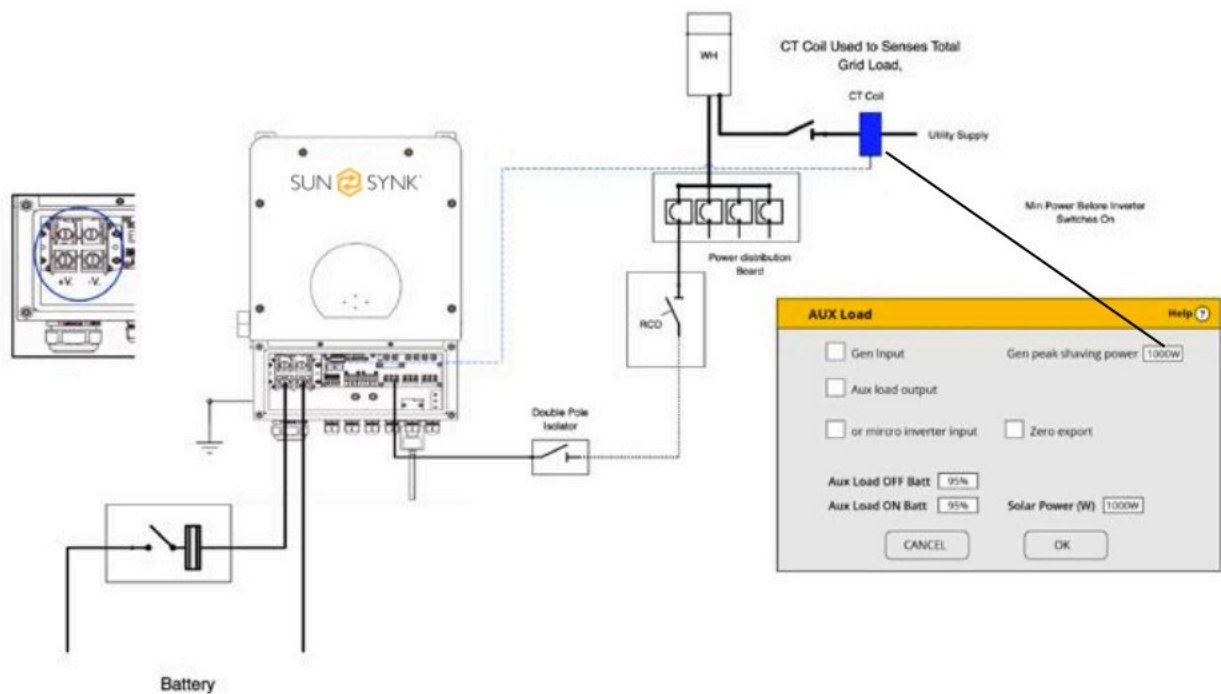 WH
CT Coil Used to Senses Total
Grid Load,
CT Coil
Utility Supply
SUN SYNK
+V. -V.
Power distribution
Board
Min Power Before Inverter
Switches On
RCD
Double Pole
Isolator
AUX Load
Help ?
Gen Input
Gen peak shaving power 1000W
Aux load output
or mircro inverter input
Zero export
Aux Load OFF Batt 95%
Aux Load ON Batt 95%
Solar Power (W) 1000W
CANCEL
OK
Battery